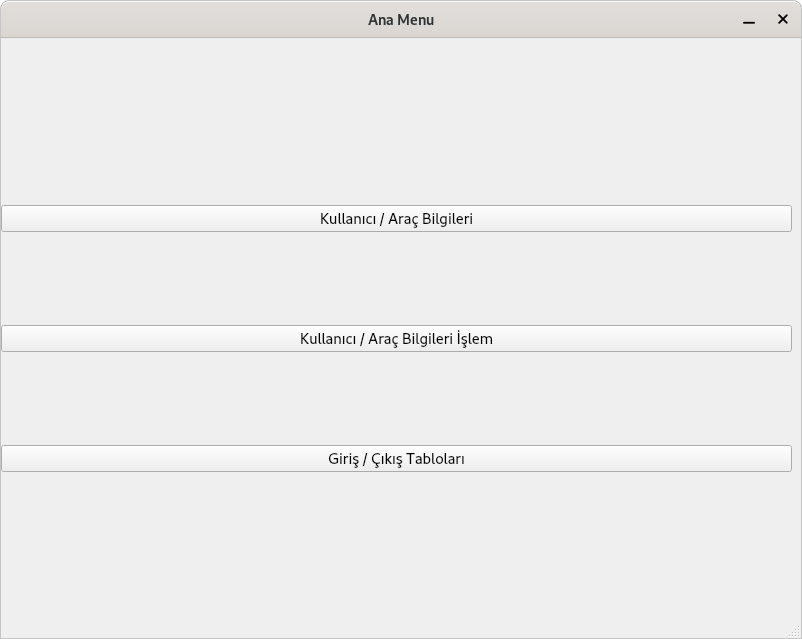 Ana Menu
Kullanıcı / Araç Bilgileri
Kullanıcı / Araç Bilgileri İşlem
Giriş / Çıkış Tabloları